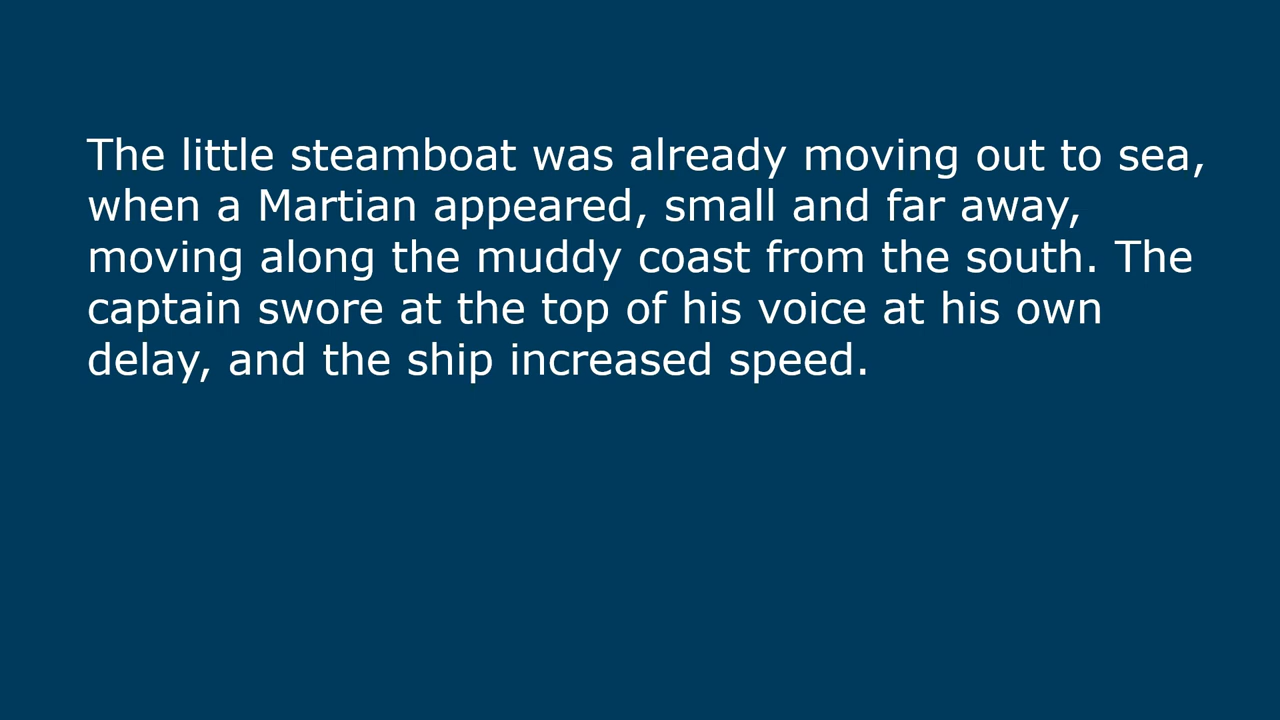 The little steamboat was already moving out to sea,
when a Martian appeared, small and far away,
moving along the muddy coast from the south. The
captain swore at the top of his voice at his own
delay, and the ship increased speed.